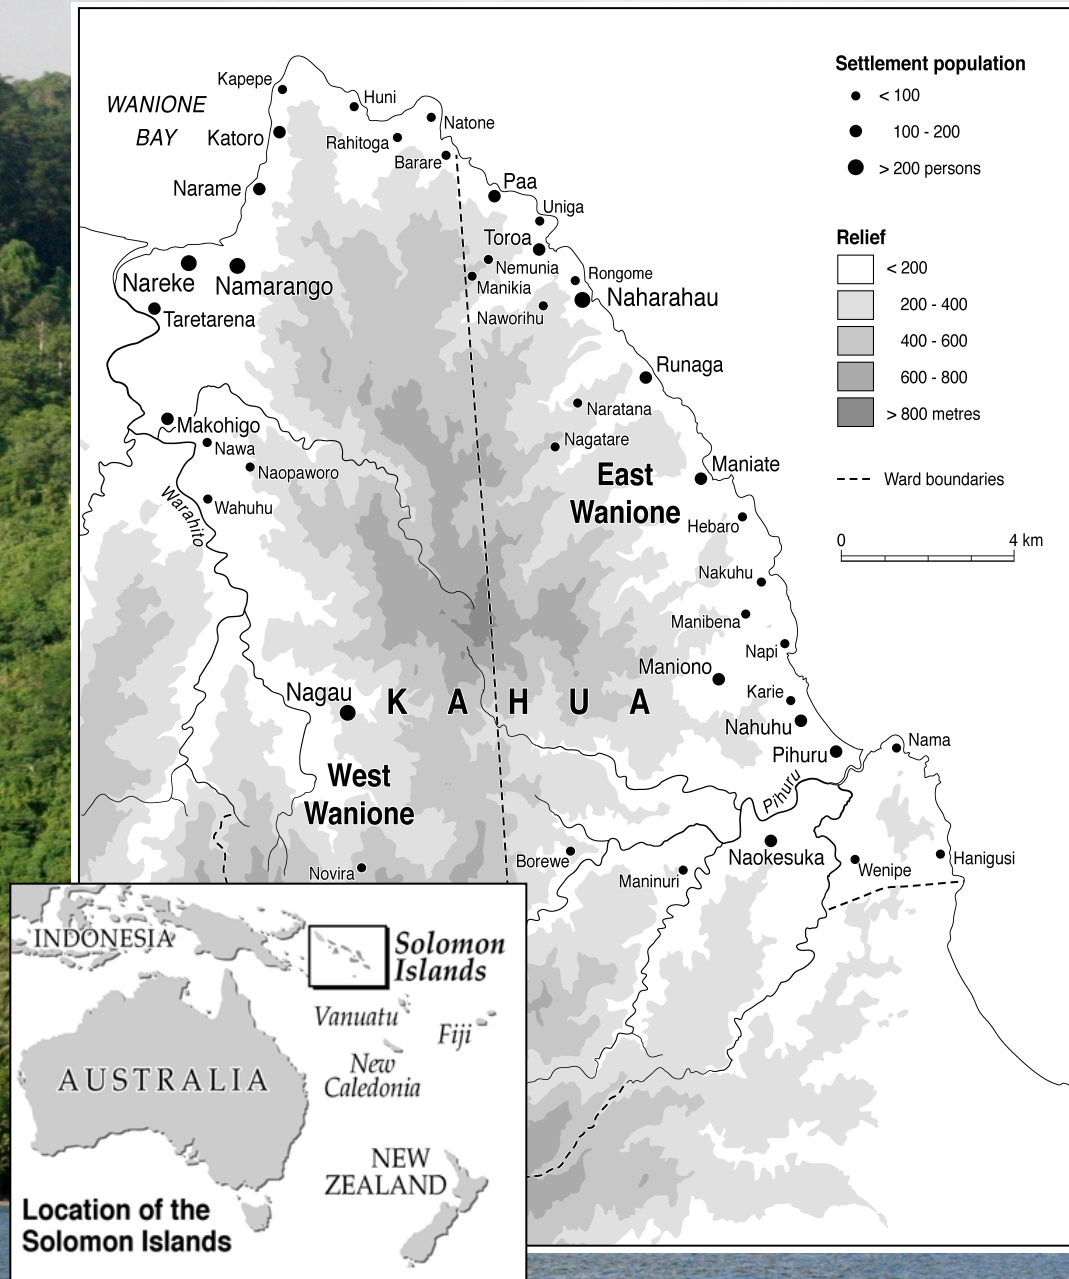 Settlement population
< 100
100 - 200
> 200 persons
Relief
< 200
200 - 400
400 - 600
600 - 800
> 800 metres
Ward boundaries
0 4 km
WANIONE
BAY
Kapepe
Huni
Natone
Katoro
Rahitoga
Barare
Narame
Paa
Uniga
Toroa
Nemunia
Manikia
Rongome
Nareke
Namarango
Naharahau
Taretarena
Naworihu
Runaga
Naratana
Makohigo
Nawa
Nagatare
Naopaworo
East
Wanione
Maniate
Wahuhu
Warahito
Hebaro
Nakuhu
Manibena
Napi
Maniono
Karie
Nagau
KAHUA
Nahuhu
Pihuru
Nama
West
Wanione
Pihuru
Borewe
Naokesuka
Hanigusi
Novira
Maninuri
Wenipe
INDONESIA
Solomon
Islands
Vanuatu
Fiji
New
Caledonia
AUSTRALIA
NEW
ZEALAND
Location of the
Solomon Islands